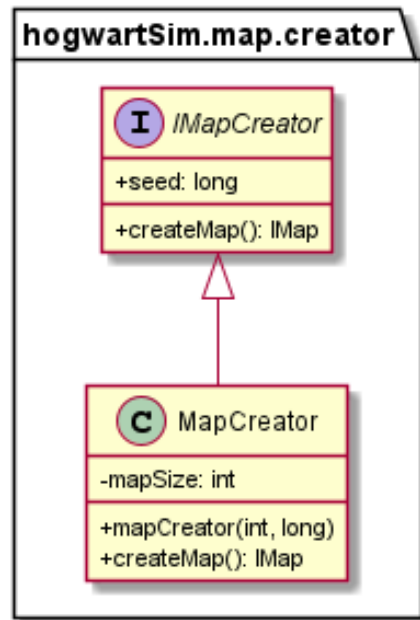 hogwartSim.map.creator
I IMapCreator
+seed: long
+createMap(): IMap
C MapCreator
-mapSize: int
+mapCreator(int, long)
+createMap(): IMap